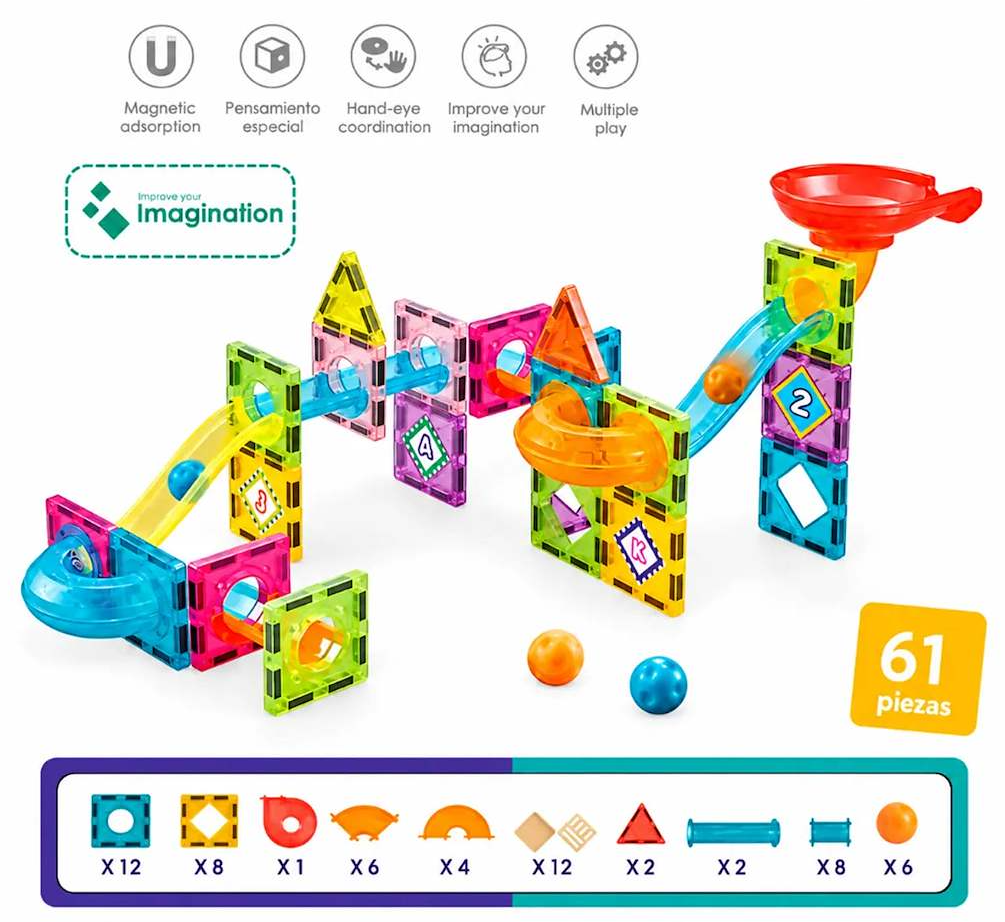 Magnetic
adsorption
Pensamiento
especial
Hand-eye
coordination
Improve your
imagination
Multiple
play
Improve your
Imagination
2
4
3
K
61
piezas
X 12
X 8
X 1
X 6
X 4
X 12
X 2
X 2
X 8
X 6